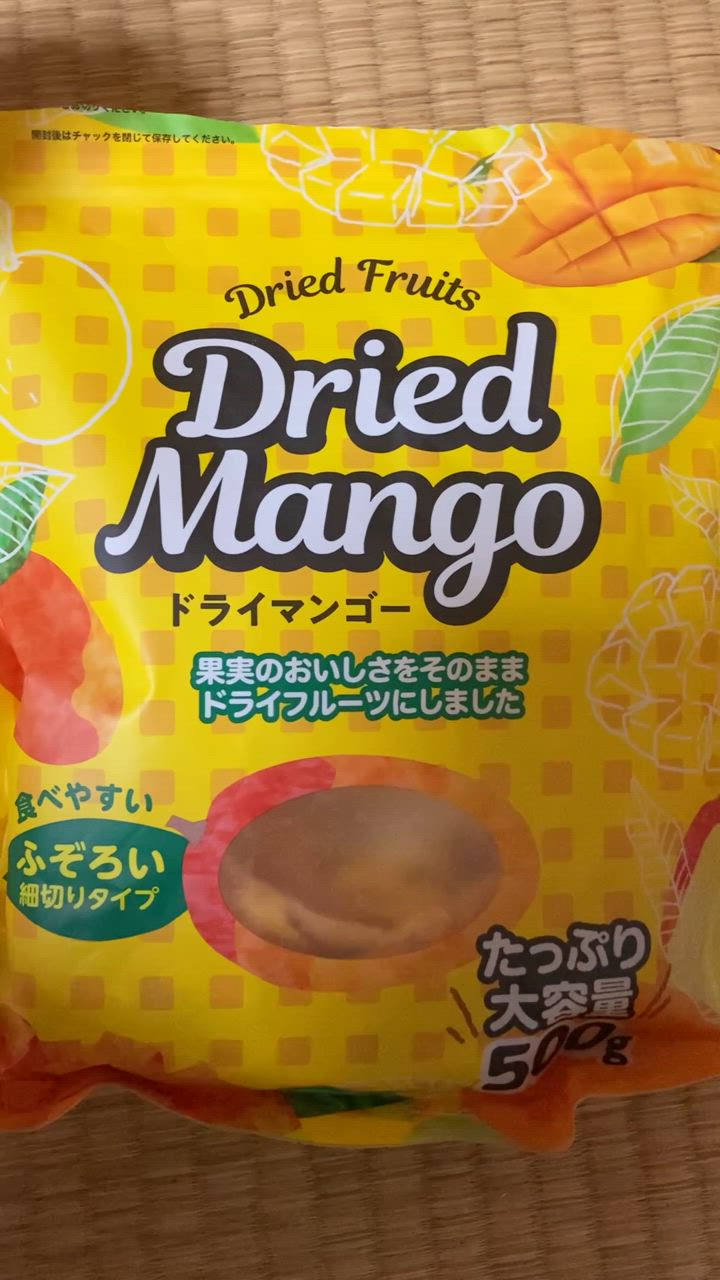 開封後はチャックを閉じて保存してください。
Dried Fruits
Dried
Mango
ドライマンゴー
果実のおいしさをそのまま
ドライフルーツにしました
食べやすい
ふぞろい
細切りタイプ
たっぷり
大容量
500g